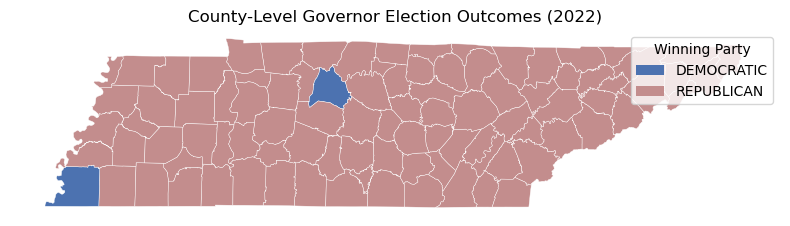 County-Level Governor Election Outcomes (2022)
Winning Party
DEMOCRATIC
REPUBLICAN